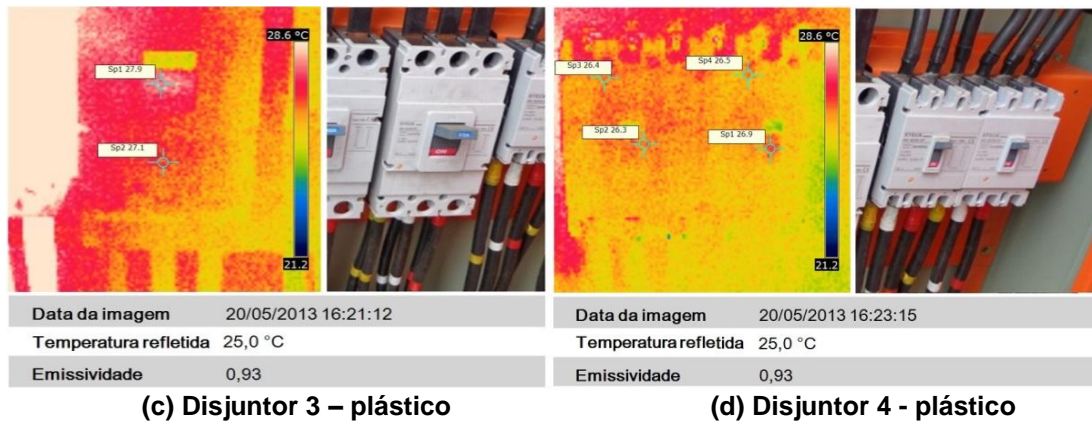 28.6 °C
Sp1 27.9
Sp2 27.1
21.2
ON
28.6 °C
Sp3 26.4
Sp4 26.5
Sp2 26.3
Sp1 26.9
21.2
Data da imagem 20/05/2013 16:21:12
Temperatura refletida 25,0 °C
Emissividade 0,93
Data da imagem 20/05/2013 16:23:15
Temperatura refletida 25,0 °C
Emissividade 0,93
(c) Disjuntor 3 – plástico
(d) Disjuntor 4 - plástico